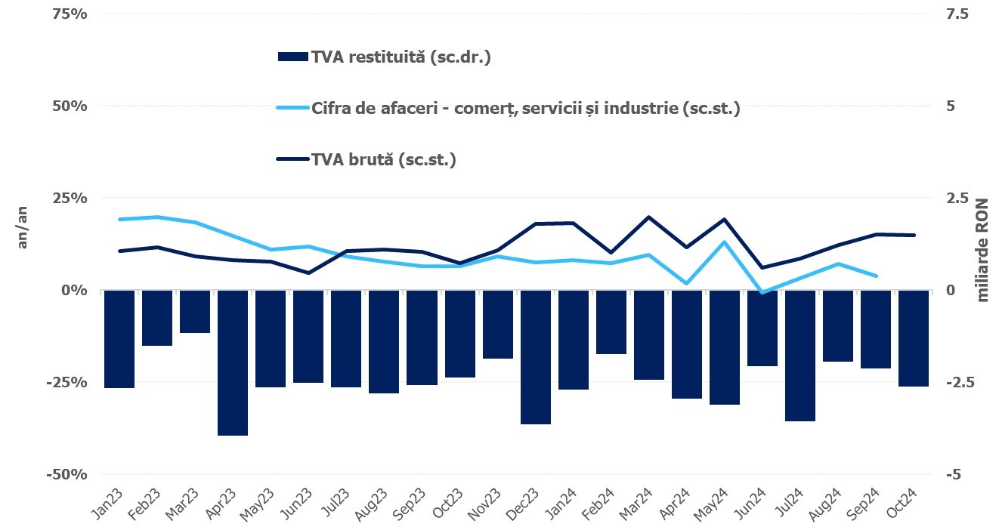 75%
50%
25%
0%
-25%
-50%
an/an
TVA restituită (sc.dr.)
Cifra de afaceri - comerț, servicii și industrie (sc.st.)
TVA brută (sc.st.)
7.5
5
2.5
0
-2.5
-5
miliarde RON
Jan23
Feb23
Mar23
Apr23
May23
Jun23
Jul23
Aug23
Sep23
Oct23
Nov23
Dec23
Jan24
Feb24
Mar24
Apr24
May24
Jun24
Jul24
Aug24
Sep24
Oct24